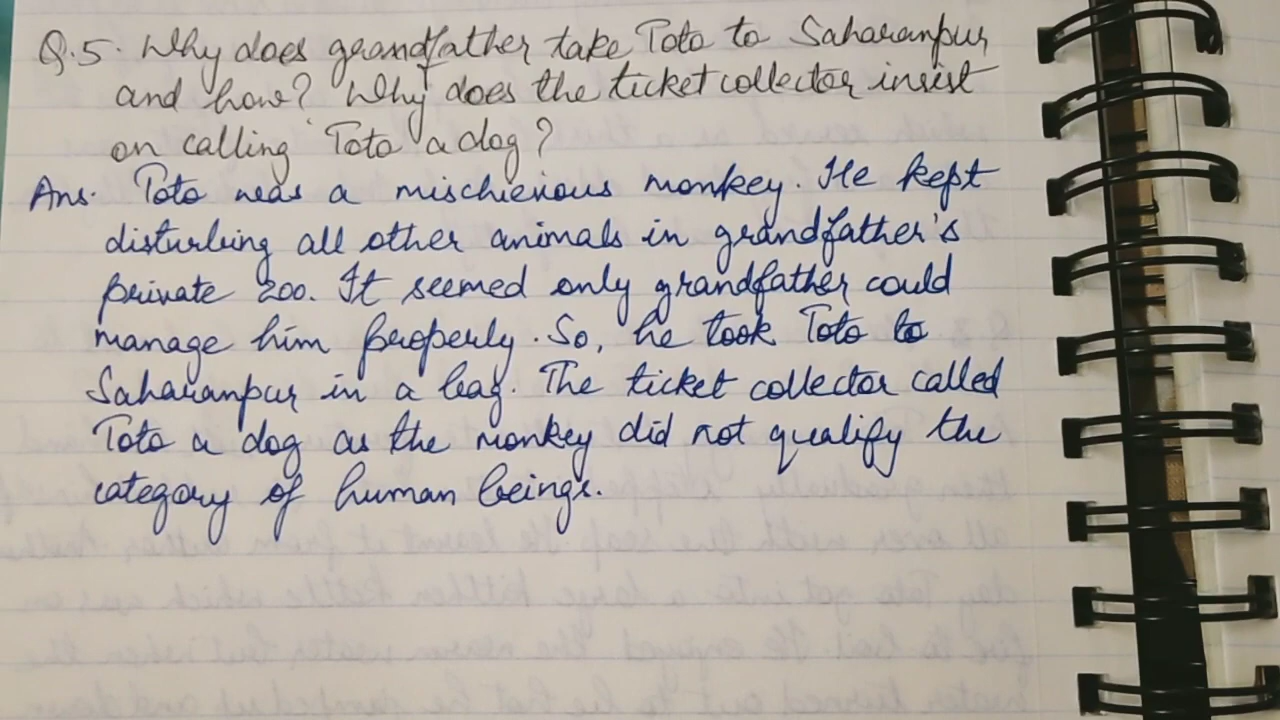 Q.5. Why does grandfather take Toto to Saharanpur
and how? Why does the ticket collector insist
on calling Toto a dog?
Ans. Toto was a mischievous monkey. He kept
disturbing all other animals in grandfather's
private zoo. It seemed only grandfather could
manage him properly. So, he took Toto to
Saharanpur in a bag. The ticket collector called
Toto a dog as the monkey did not qualify the
category of human beings.